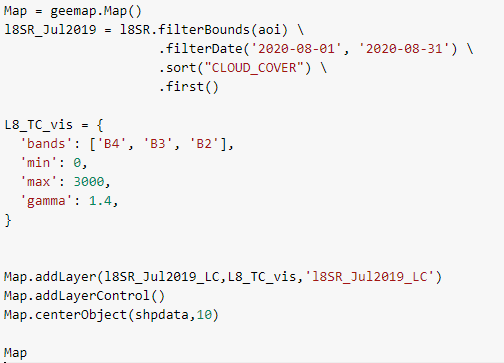 Map = geemap.Map()
l8SR_Jul2019 = l8SR.filterBounds(aoi) \
                   .filterDate('2020-08-01', '2020-08-31') \
                   .sort("CLOUD_COVER") \
                   .first()

L8_TC_vis = {
  'bands': ['B4', 'B3', 'B2'],
  'min': 0,
  'max': 3000,
  'gamma': 1.4,
}

Map.addLayer(l8SR_Jul2019_LC,L8_TC_vis,'l8SR_Jul2019_LC')
Map.addLayerControl()
Map.centerObject(shpdata,10)

Map